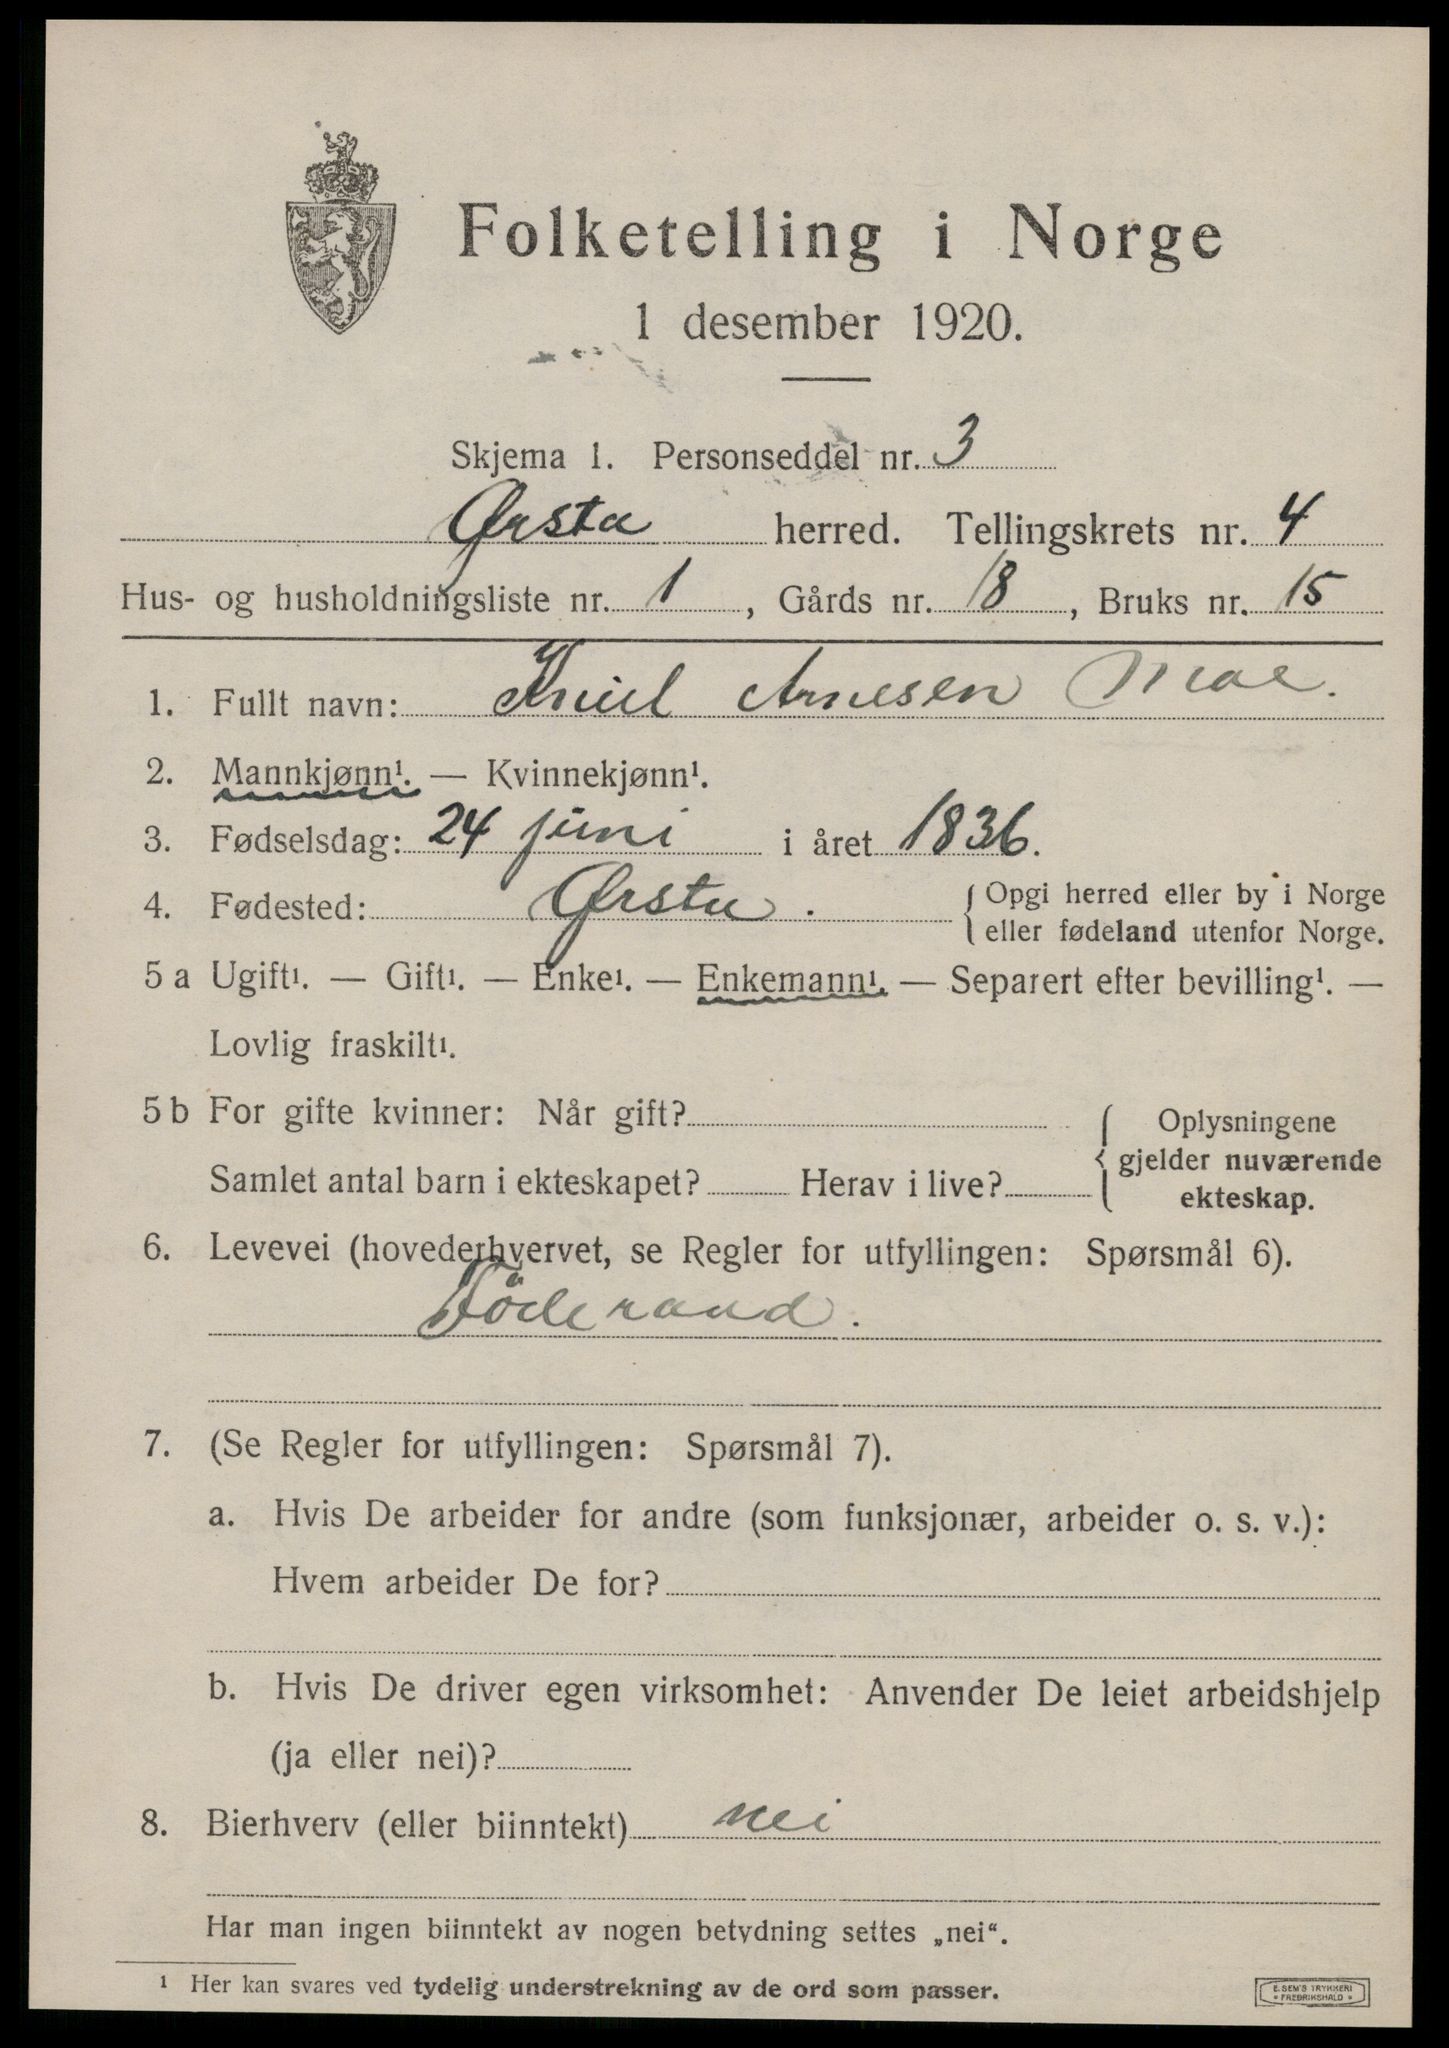 Folketelling i Norge
1 desember 1920.
Skjema 1. Personseddel nr. 3
Ørsta herred. Tellingskrets nr. 4
Hus- og husholdningsliste nr. 1, Gårds nr. 18, Bruks nr. 15
1. Fullt navn: Arnesen Moe.
2. Mannkjønn¹. — Kvinnekjønn¹.
3. Fødselsdag: 24 juni i året 1836.
4. Fødested: Ørsta. { Opgi herred eller by i Norge
eller fødeland utenfor Norge.
5 a Ugift¹. — Gift¹. — Enke¹. — Enkemann¹. — Separert efter bevilling¹. —
Lovlig fraskilt¹.
5 b For gifte kvinner: Når gift?
Samlet antal barn i ekteskapet? Herav i live?
{ Oplysningene
gjelder nuværende
ekteskap.
6. Levevei (hovederhvervet, se Regler for utfyllingen: Spørsmål 6).
Föderaad.
7. (Se Regler for utfyllingen: Spørsmål 7).
a. Hvis De arbeider for andre (som funksjonær, arbeider o. s. v.):
Hvem arbeider De for?
b. Hvis De driver egen virksomhet: Anvender De leiet arbeidshjelp
(ja eller nei)?
8. Bierhverv (eller biinntekt) nei
Har man ingen biinntekt av nogen betydning settes „nei“.
¹ Her kan svares ved tydelig understrekning av de ord som passer.
E. SEM'S TRYKKERI
* FREDRIKSHALD *